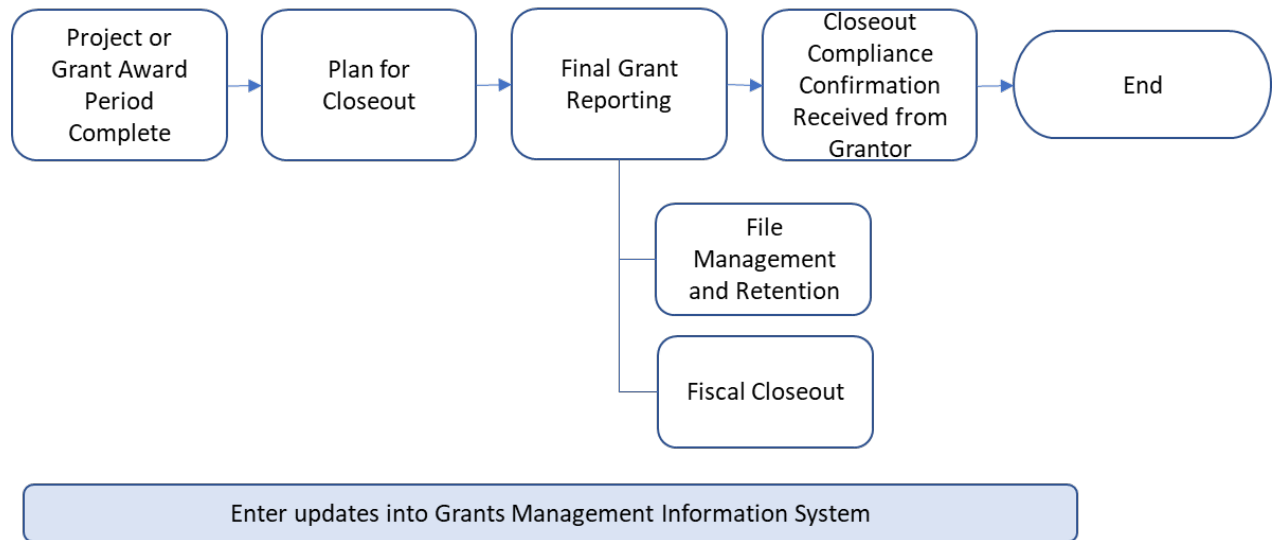 Project or
Grant Award
Period
Complete
Plan for
Closeout
Final Grant
Reporting
Closeout
Compliance
Confirmation
Received from
Grantor
End
File
Management
and Retention
Fiscal Closeout
Enter updates into Grants Management Information System